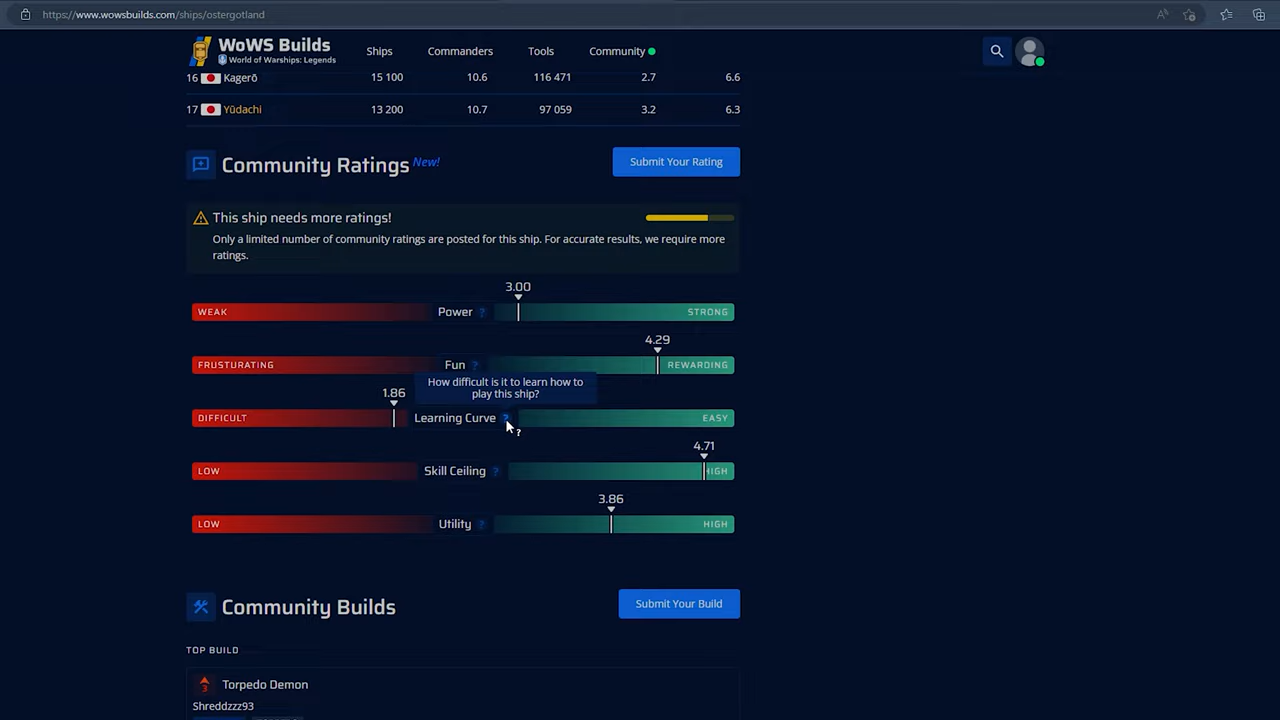 https://www.wowsbuilds.com/ships/ostergotland
WoWS Builds
World of Warships: Legends
Ships Commanders Tools Community
16 Kagerō 15 100 10.6 116 471 2.7 6.6
17 Yūdachi 13 200 10.7 97 059 3.2 6.3
Community Ratings New! Submit Your Rating
This ship needs more ratings!
Only a limited number of community ratings are posted for this ship. For accurate results, we require more
ratings.
3.00
WEAK Power ? STRONG
4.29
FRUSTURATING Fun ? REWARDING
How difficult is it to learn how to
play this ship?
1.86
DIFFICULT Learning Curve ? EASY
4.71
LOW Skill Ceiling ? HIGH
3.86
LOW Utility ? HIGH
Community Builds Submit Your Build
TOP BUILD
3 Torpedo Demon
Shreddzzz93